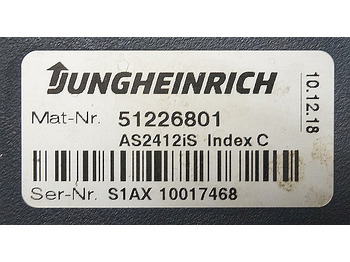 JUNGHEINRICH
Mat-Nr. 51226801
AS2412iS Index C
Ser-Nr. S1AX 10017468
10.12.18